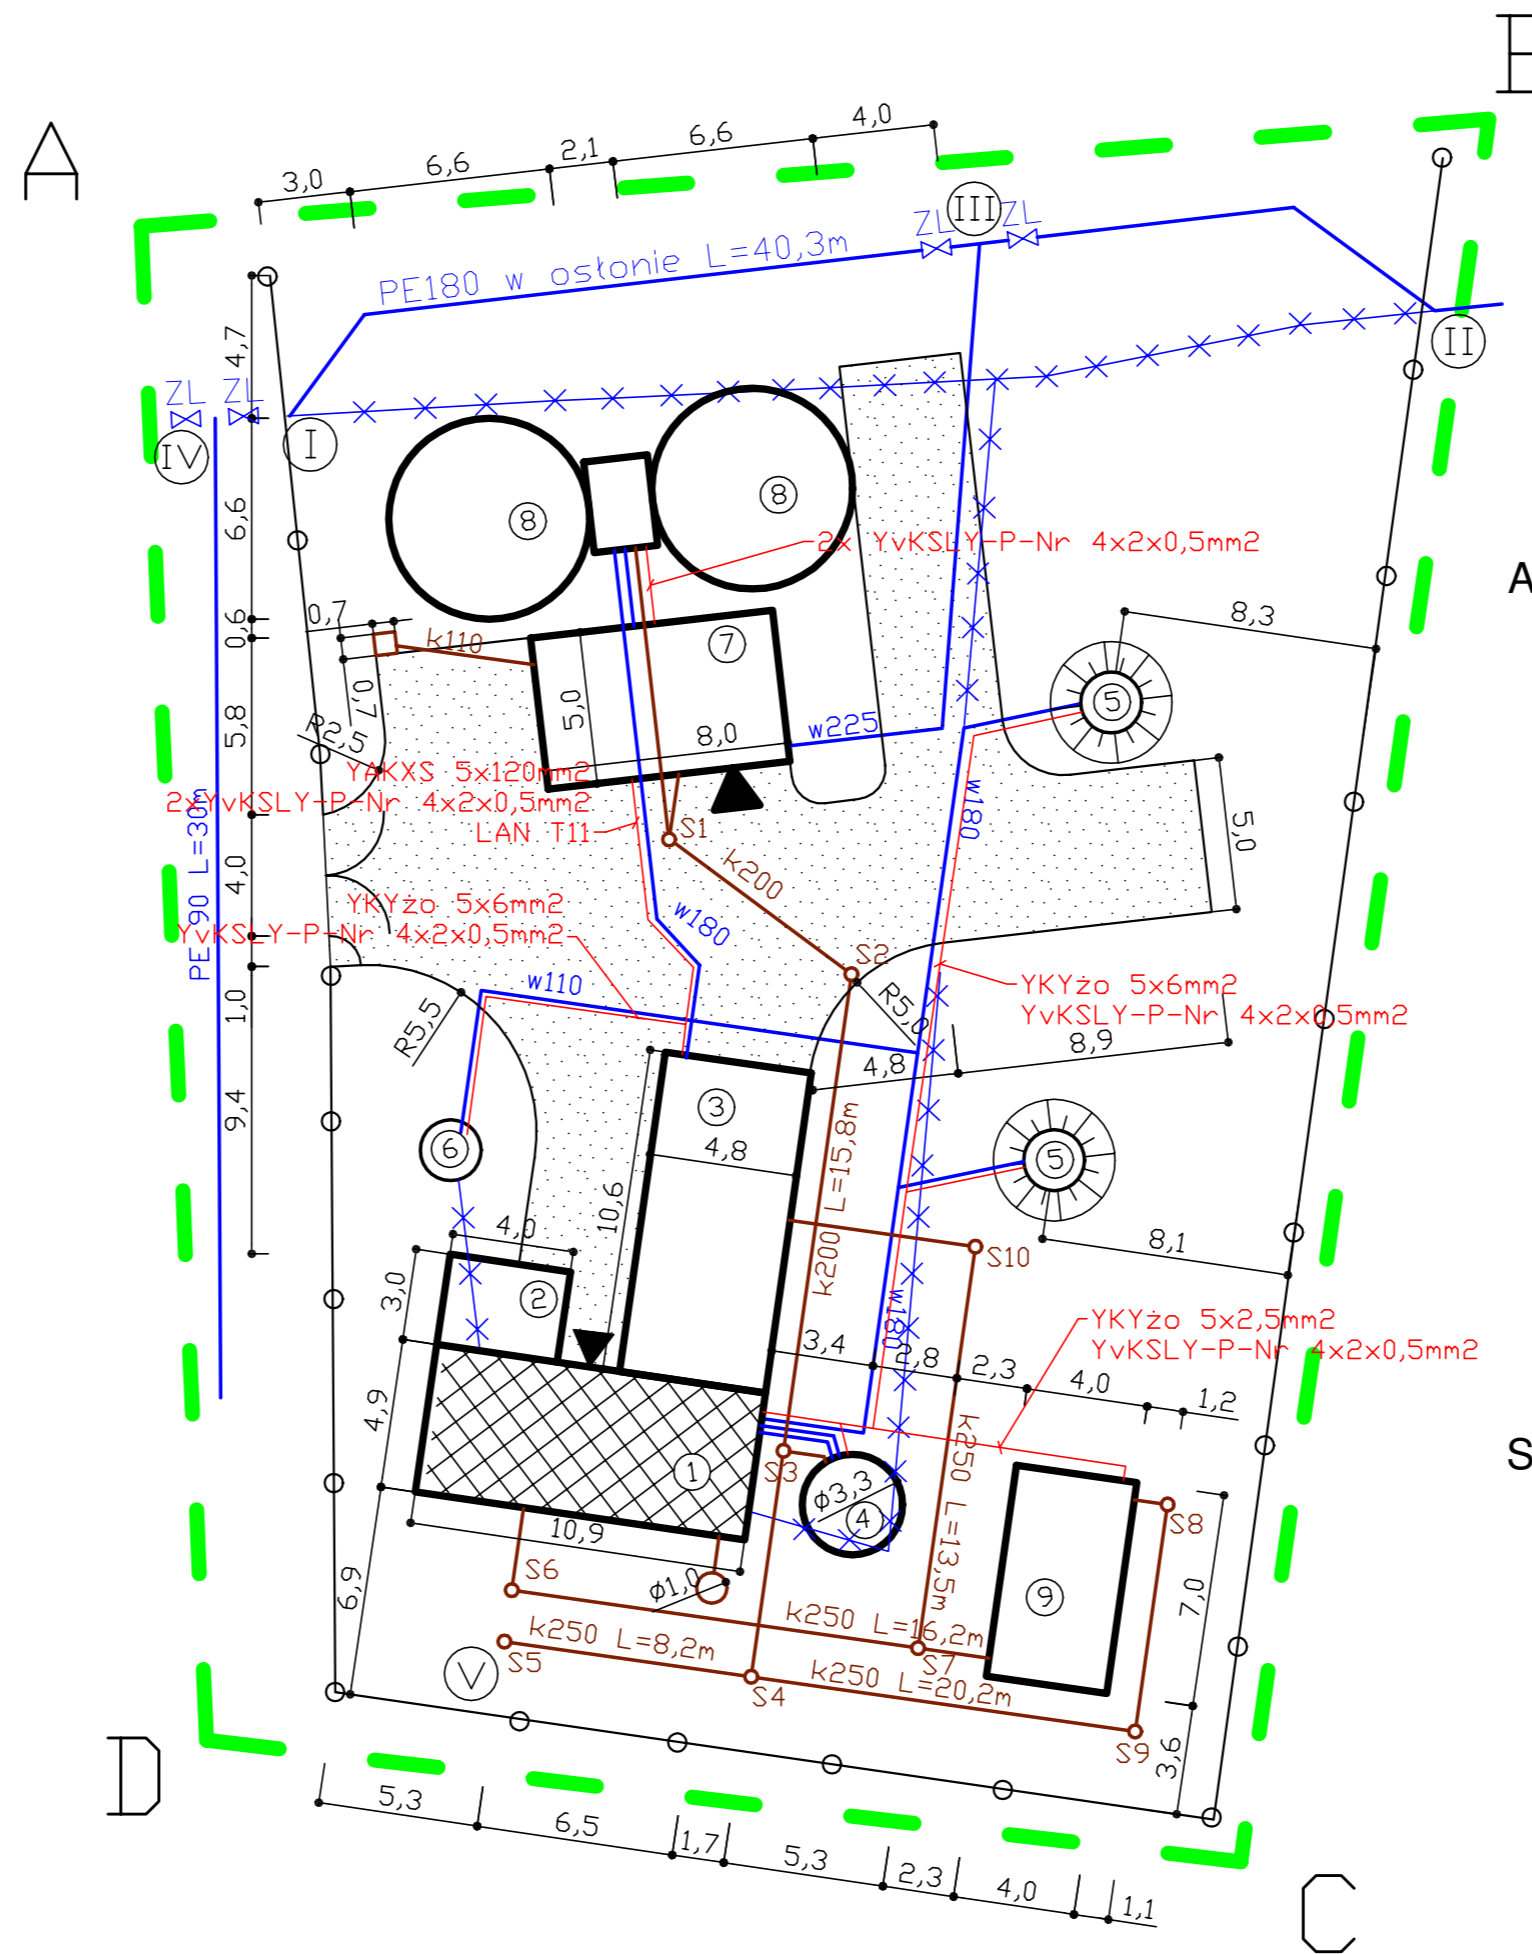 A
3,0
6,6
2,1
6,6
4,0
III
ZL
ZL
PE180 w osłonie L=40,3m
II
4,7
ZL
ZL
IV
I
8
8
6,6
2x YvKSLY-P-Nr 4x2x0,5mm2
A
0,6
0,7
k110
7
8,3
5
0,7
5,0
8,0
w225
R2,5
5,8
YAKXS 5x120mm2
2xYvKSLY-P-Nr 4x2x0,5mm2
LAN T11
PE 90 L=30m
w180
5,0
S1
k200
4,0
YKYżo 5x6mm2
YvKSLY-P-Nr 4x2x0,5mm2
w180
S2
w110
1,0
R5,5
R5,0
YKYżo 5x6mm2
YvKSLY-P-Nr 4x2x0,5mm2
4,8
8,9
9,4
3
4,8
6
5
k200 L=15,8m
10,6
4,0
8,1
S10
3,0
2
w180
YKYżo 5x2,5mm2
YvKSLY-P-Nr 4x2x0,5mm2
3,4
2,8
2,3
4,0
1,2
4,9
1
S3
k250 L=13,5m
S
ø3,3
4
S8
10,9
6,9
S6
ø1,0
9
7,0
k250 L=16,2m
k250 L=8,2m
S5
S7
V
k250 L=20,2m
S4
S9
3,6
D
5,3
6,5
1,7
5,3
2,3
4,0
1,1
C